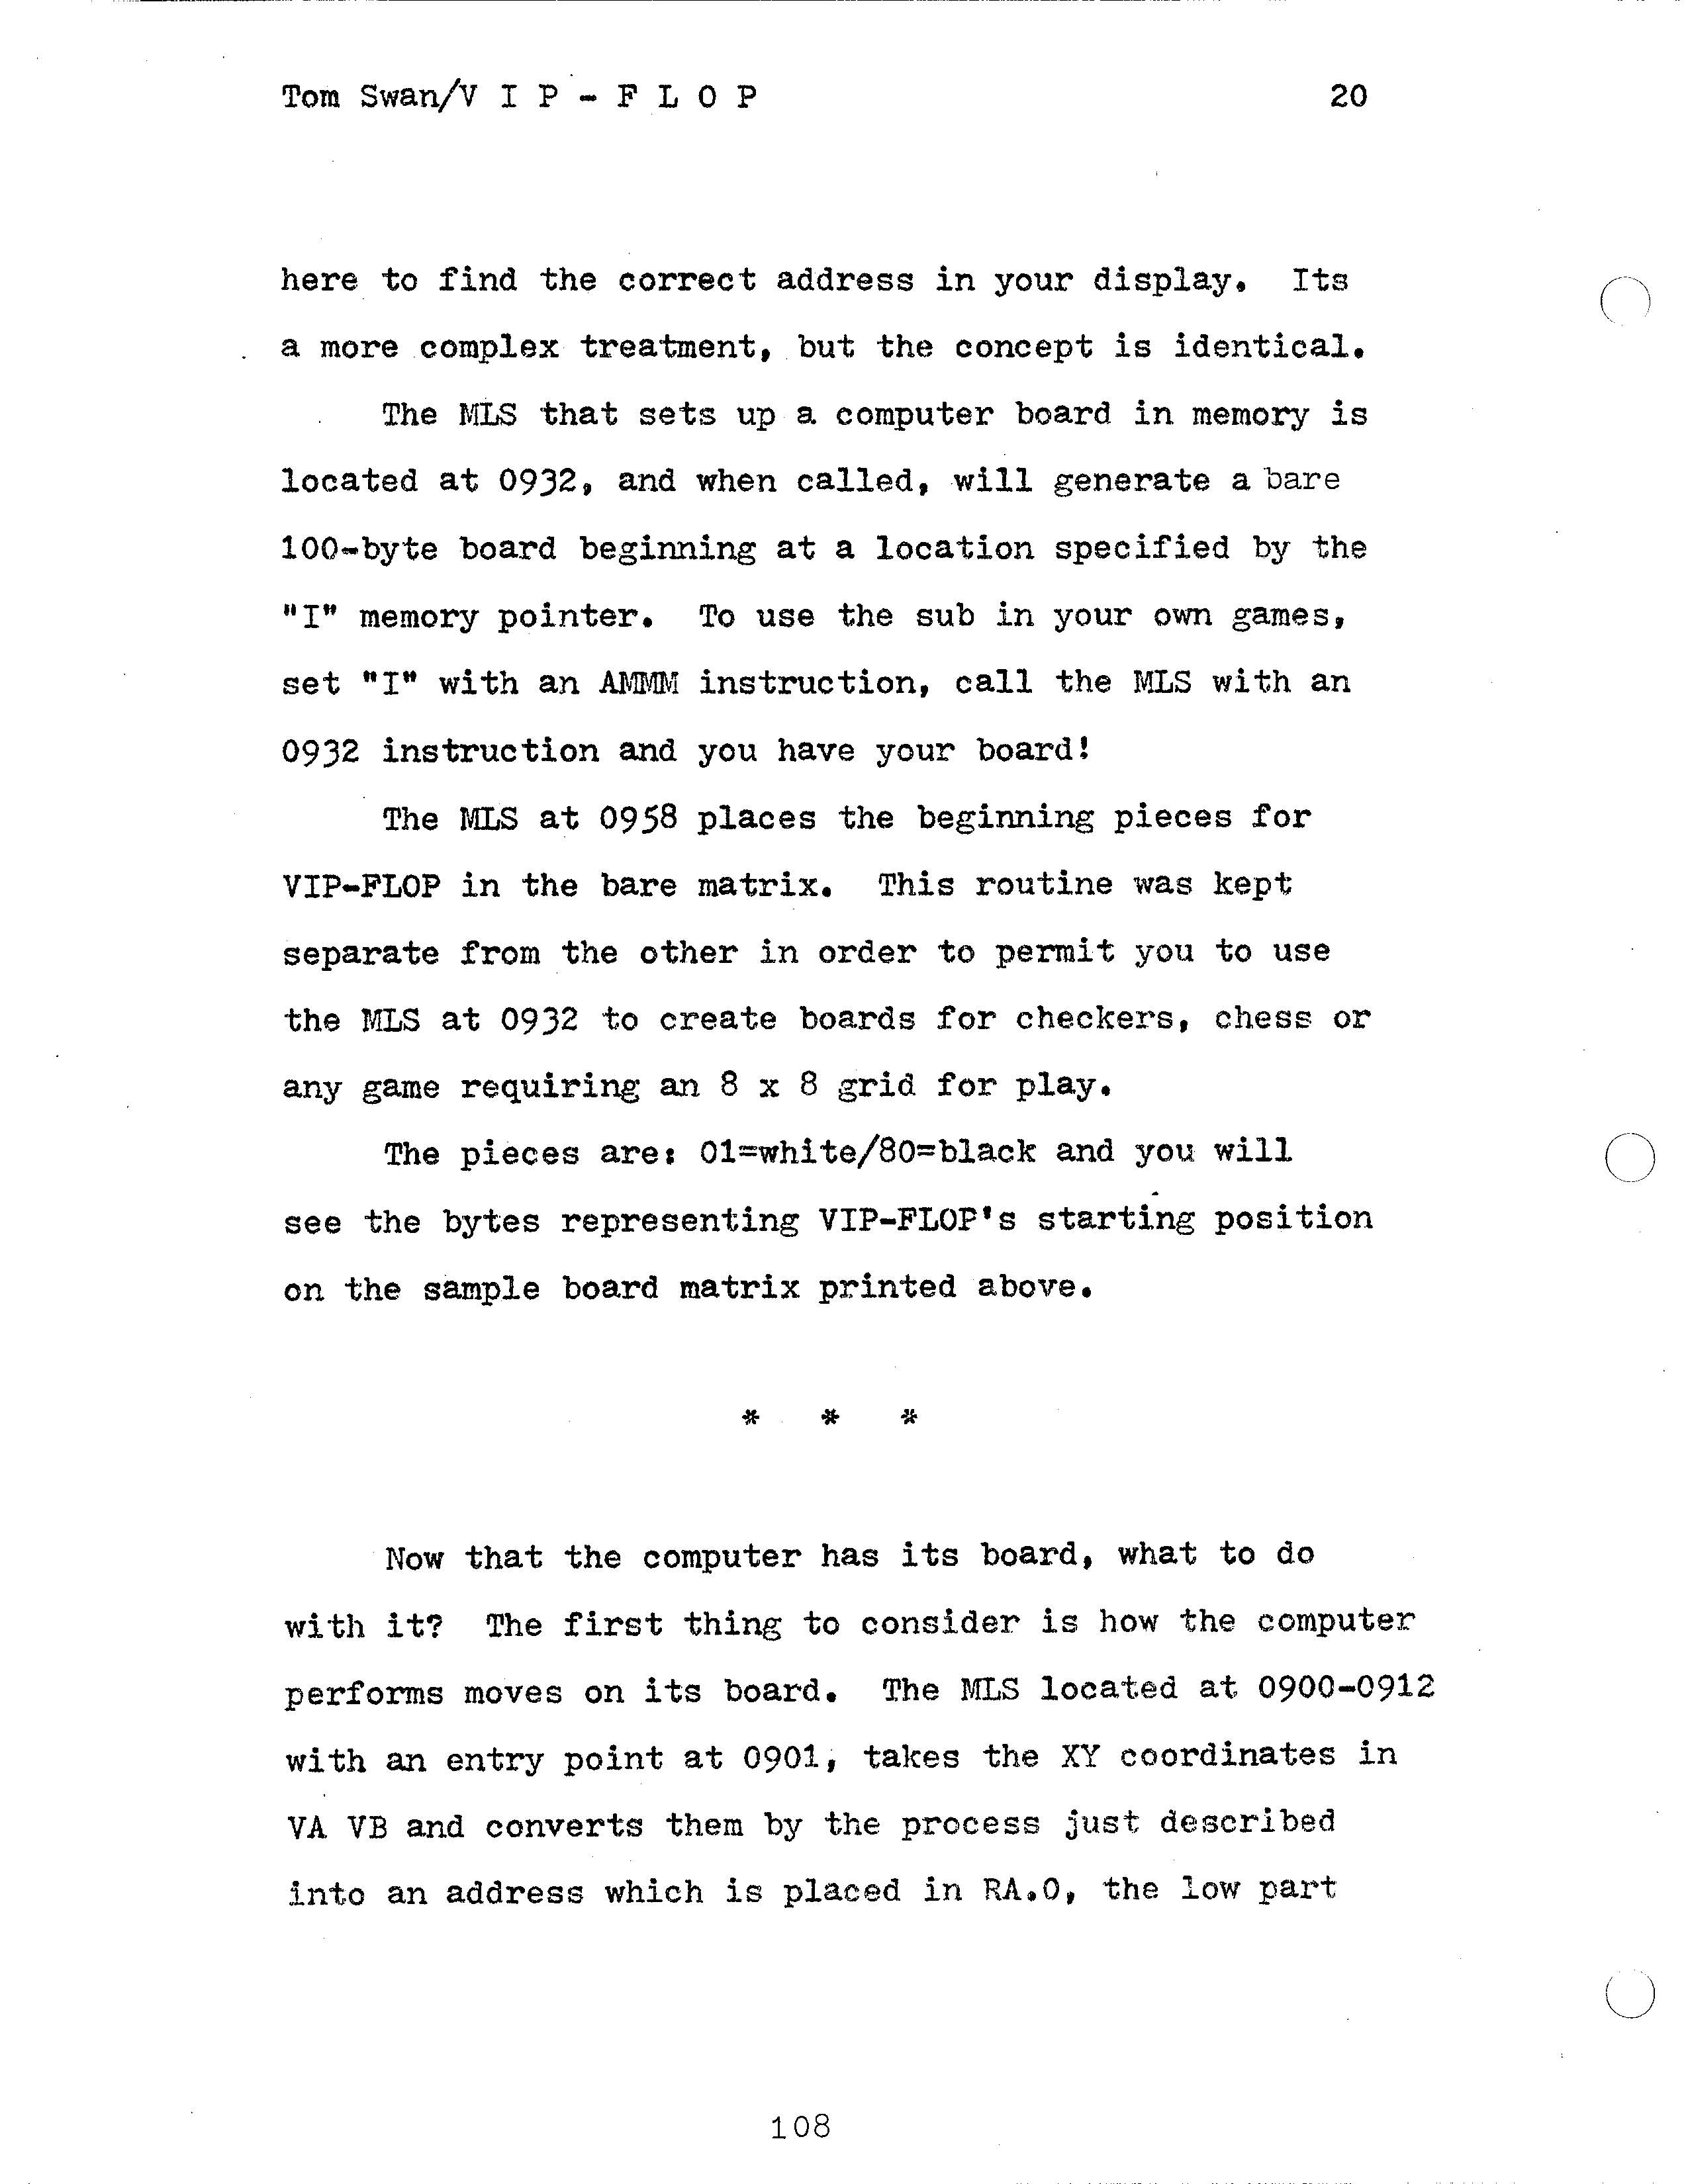 Tom Swan/V I P - F L O P 20
here to find the correct address in your display. Its
a more complex treatment, but the concept is identical.
The MLS that sets up a computer board in memory is
located at 0932, and when called, will generate a bare
100-byte board beginning at a location specified by the
"I" memory pointer. To use the sub in your own games,
set "I" with an AMMM instruction, call the MLS with an
0932 instruction and you have your board!
The MLS at 0958 places the beginning pieces for
VIP-FLOP in the bare matrix. This routine was kept
separate from the other in order to permit you to use
the MLS at 0932 to create boards for checkers, chess or
any game requiring an 8 x 8 grid for play.
The pieces are: 01=white/80=black and you will
see the bytes representing VIP-FLOP's starting position
on the sample board matrix printed above.
* * *
Now that the computer has its board, what to do
with it? The first thing to consider is how the computer
performs moves on its board. The MLS located at 0900-0912
with an entry point at 0901, takes the XY coordinates in
VA VB and converts them by the process just described
into an address which is placed in RA.0, the low part
108